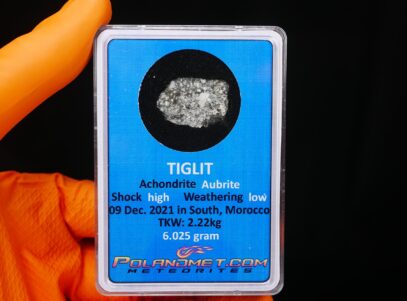 TIGLIT
Achondrite Aubrite
Shock high Weathering low
09 Dec. 2021 in South, Morocco
TKW: 2.22kg
6.025 gram
POLANDMET.COM
METEORITES